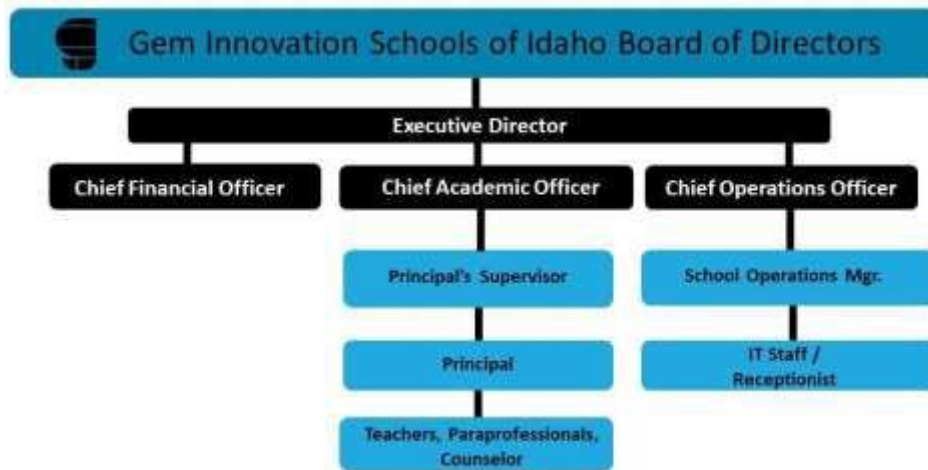 Gem Innovation Schools of Idaho Board of Directors
Executive Director
Chief Financial Officer
Chief Academic Officer
Chief Operations Officer
Principal's Supervisor
School Operations Mgr.
Principal
IT Staff /
Receptionist
Teachers, Paraprofessionals,
Counselor